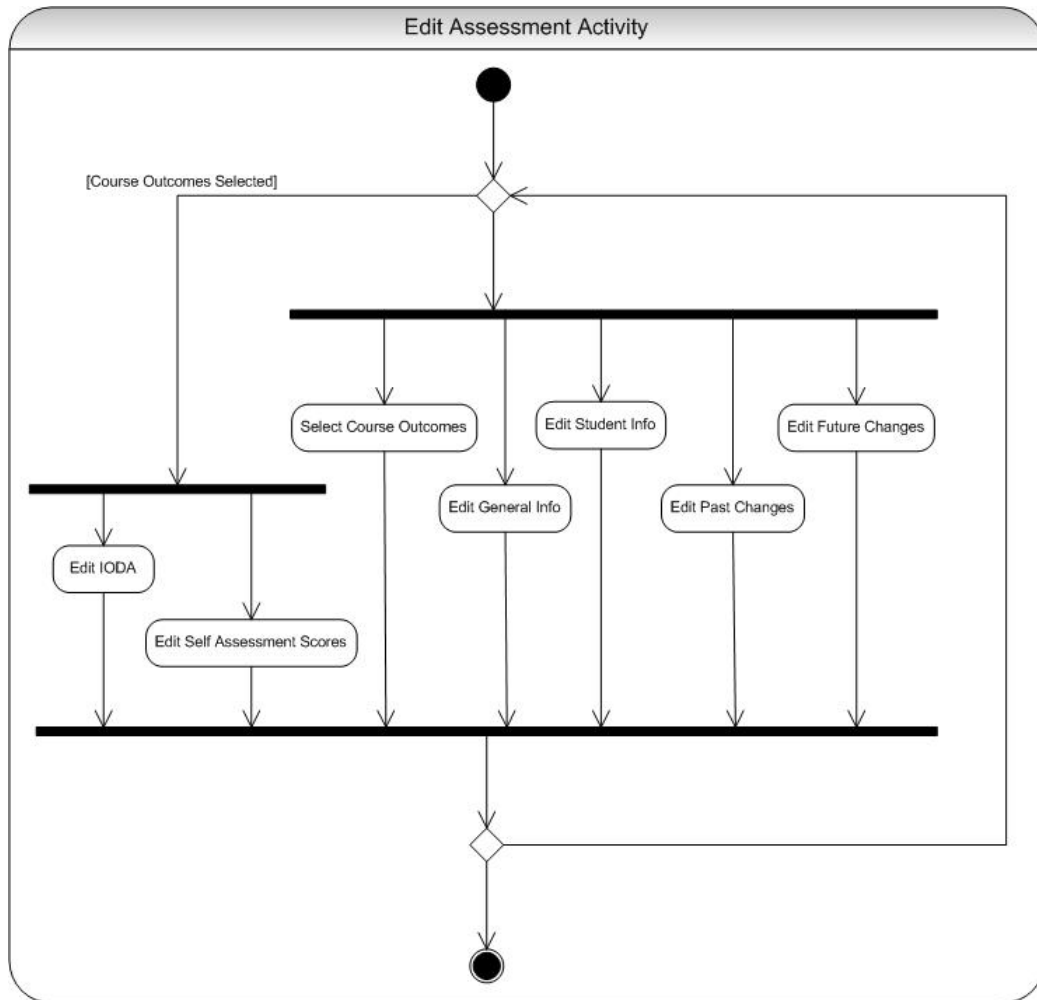 Edit Assessment Activity
[Course Outcomes Selected]
Select Course Outcomes
Edit Student Info
Edit Future Changes
Edit General Info
Edit Past Changes
Edit IODA
Edit Self Assessment Scores